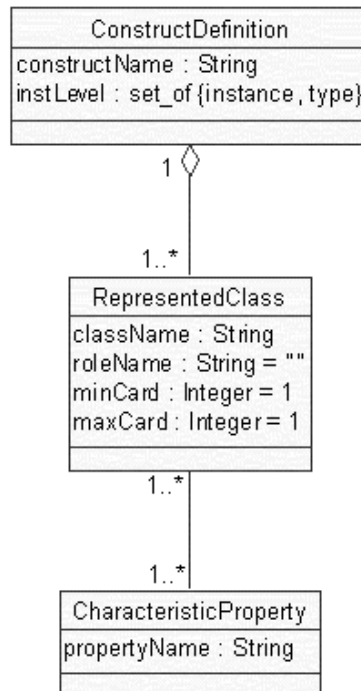 ConstructDefinition
constructName : String
instLevel : set_of{instance,type}
1
1..*
RepresentedClass
className : String
roleName : String = ""
minCard : Integer = 1
maxCard : Integer = 1
1..*
1..*
CharacteristicProperty
propertyName : String